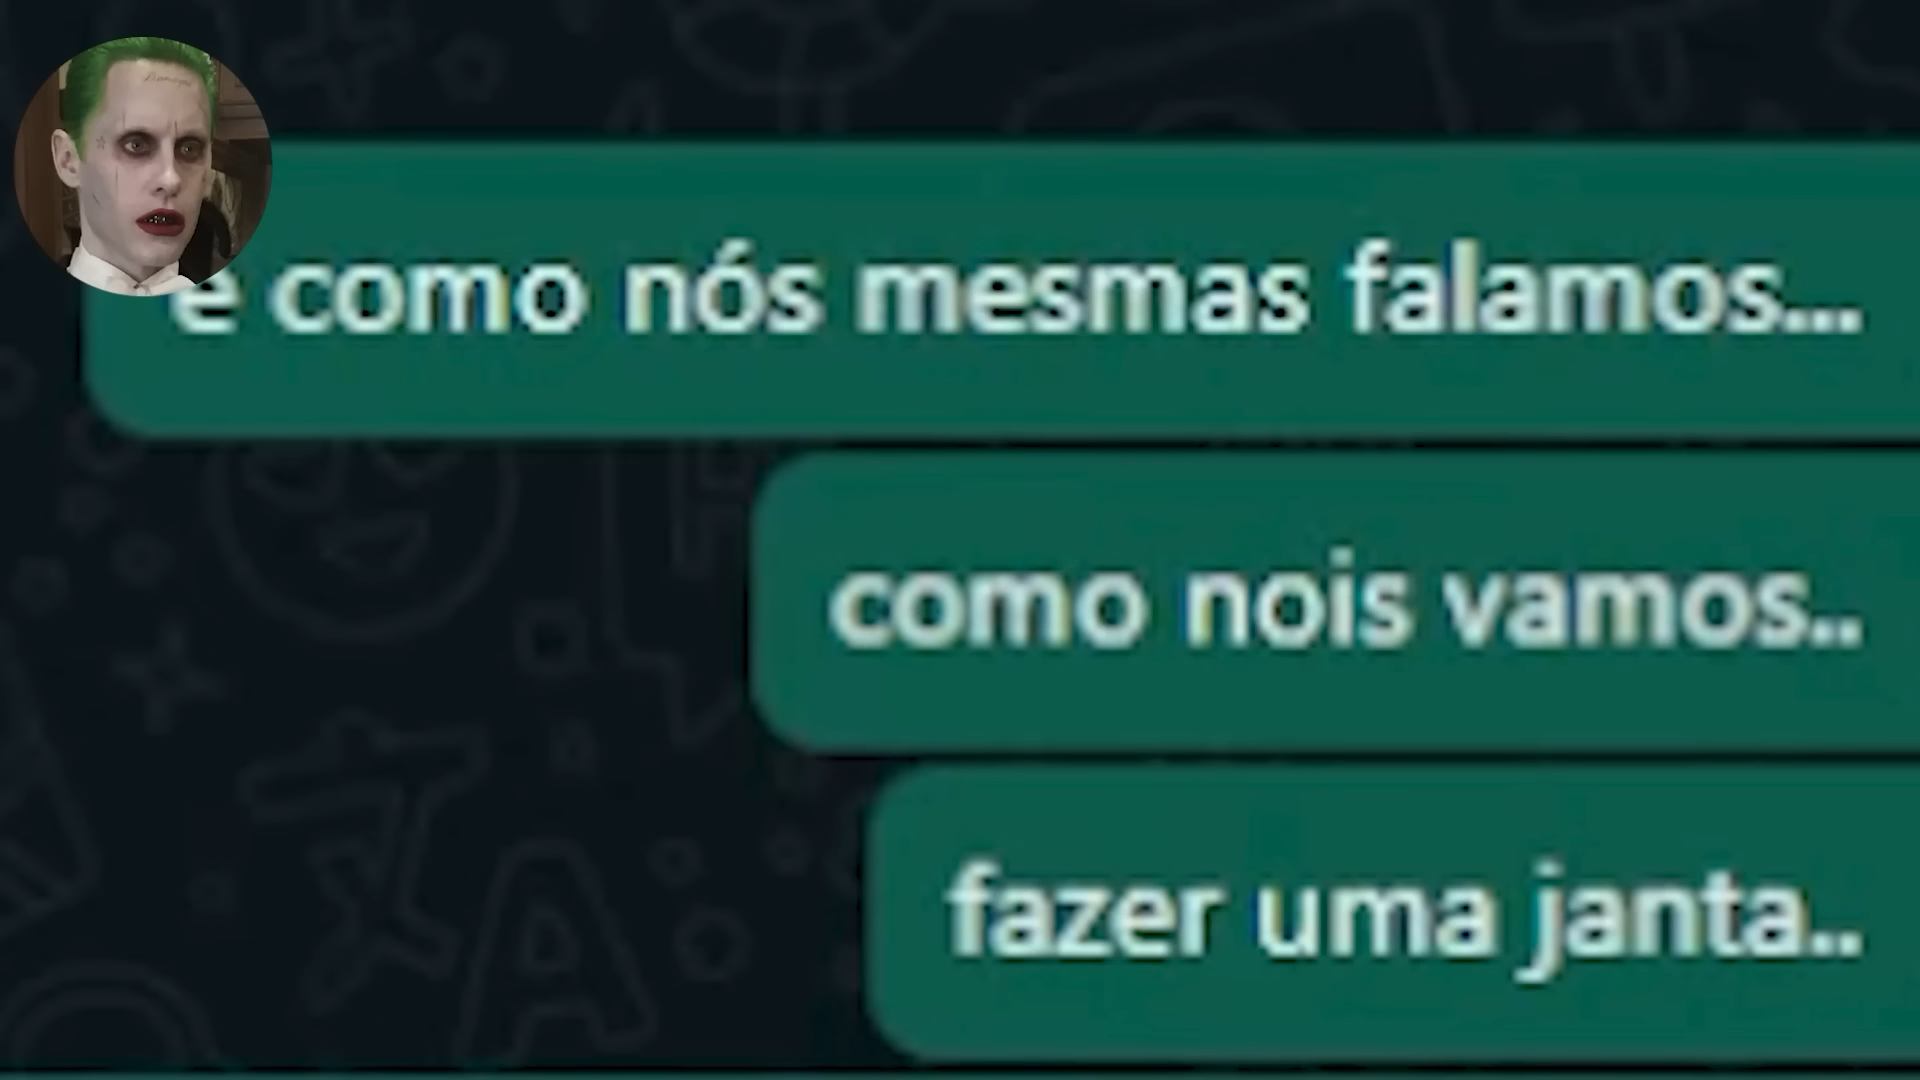 e como nós mesmas falamos...
como nois vamos..
fazer uma janta..